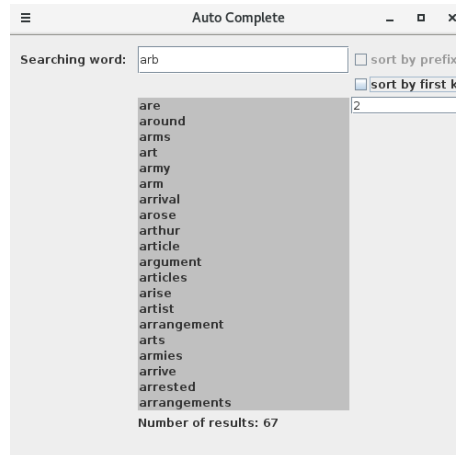 Auto Complete
Searching word: arb
sort by prefix
sort by first k
2
are
around
arms
art
army
arm
arrival
arose
arthur
article
argument
articles
arise
artist
arrangement
arts
armies
arrive
arrested
arrangements
Number of results: 67